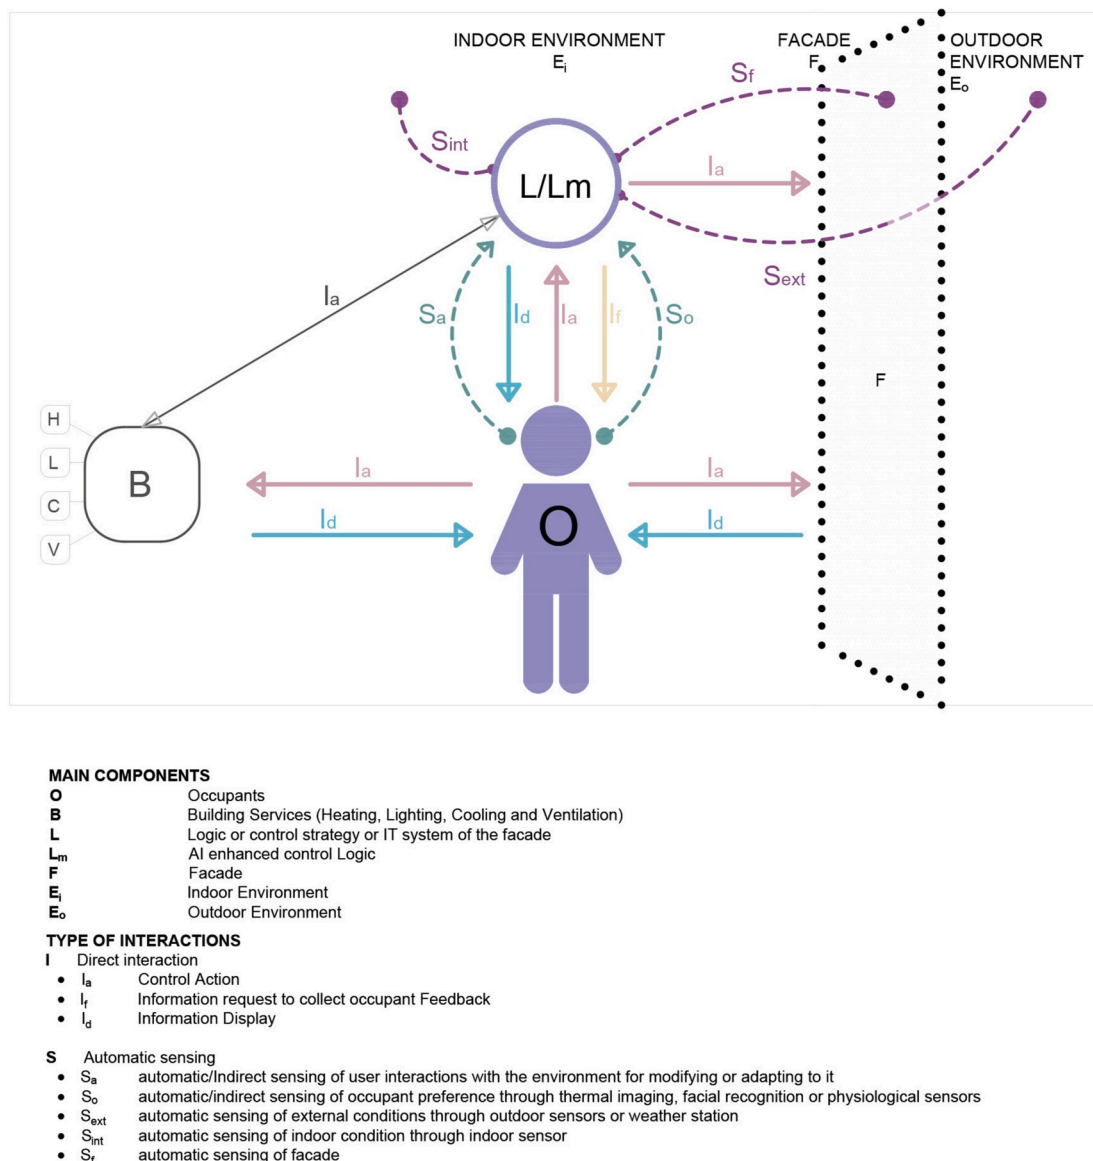 INDOOR ENVIRONMENT
Ei
FACADE
F
OUTDOOR
ENVIRONMENT
Eo
Sf
Sint
L/Lm
Ia
Sext
Ia
Sa
Id
Ia
If
So
F
H
L
C
V
B
Ia
Ia
Id
O
Id
MAIN COMPONENTS
O Occupants
B Building Services (Heating, Lighting, Cooling and Ventilation)
L Logic or control strategy or IT system of the facade
Lm AI enhanced control Logic
F Facade
Ei Indoor Environment
Eo Outdoor Environment
TYPE OF INTERACTIONS
I Direct interaction
• Ia Control Action
• If Information request to collect occupant Feedback
• Id Information Display
S Automatic sensing
• Sa automatic/Indirect sensing of user interactions with the environment for modifying or adapting to it
• So automatic/indirect sensing of occupant preference through thermal imaging, facial recognition or physiological sensors
• Sext automatic sensing of external conditions through outdoor sensors or weather station
• Sint automatic sensing of indoor condition through indoor sensor
• Sf automatic sensing of facade